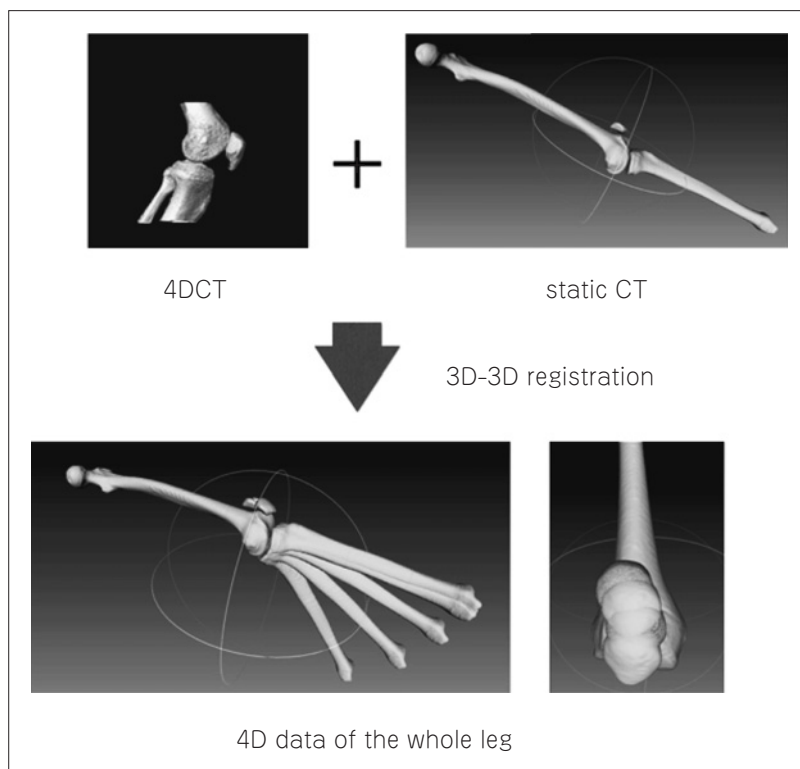 4DCT
static CT
3D-3D registration
4D data of the whole leg